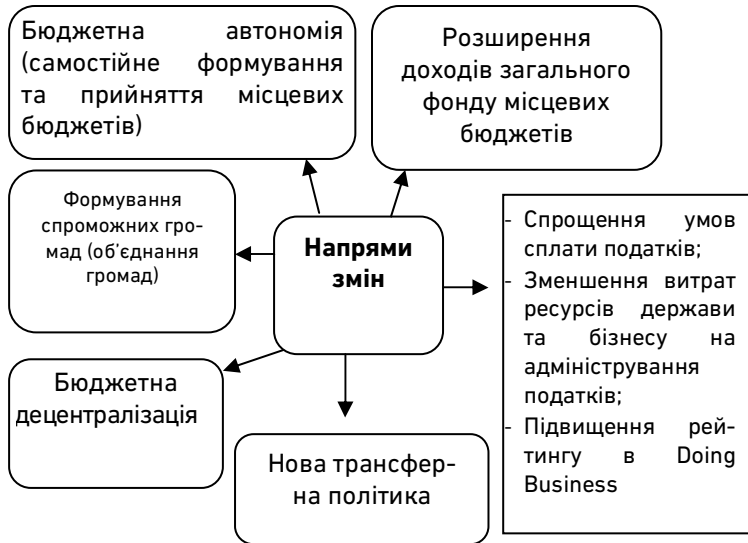 Бюджетна автономія
(самостійне формування
та прийняття місцевих
бюджетів)
Розширення
доходів загального
фонду місцевих
бюджетів
Формування
спроможних гро-
мад (об’єднання
громад)
Напрями
змін
- Спрощення умов
сплати податків;
- Зменшення витрат
ресурсів держави
та бізнесу на
адміністрування
податків;
- Підвищення рей-
тингу в Doing
Business
Бюджетна
децентралізація
Нова трансфер-
на політика